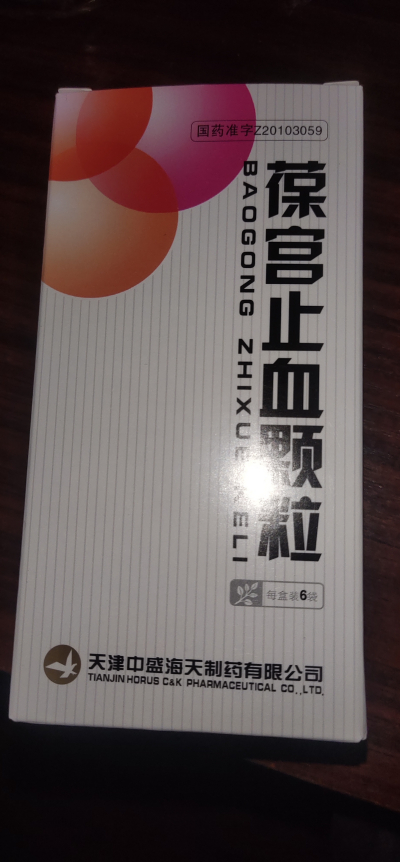 国药准字Z20103059
葆宫止血颗粒
BAOGONG ZHIXUE KELI
每盒装6袋
天津中盛海天制药有限公司
TIANJIN HORUS C&K PHARMACEUTICAL CO.,LTD.